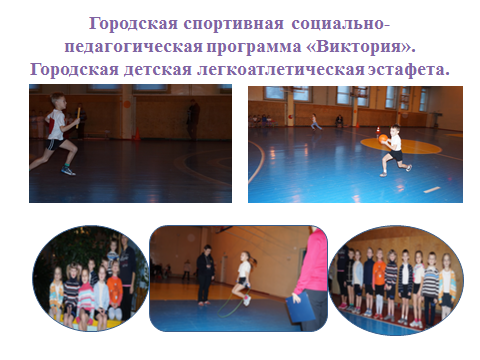 Городская спортивная социально-
педагогическая программа «Виктория».
Городская детская легкоатлетическая эстафета.